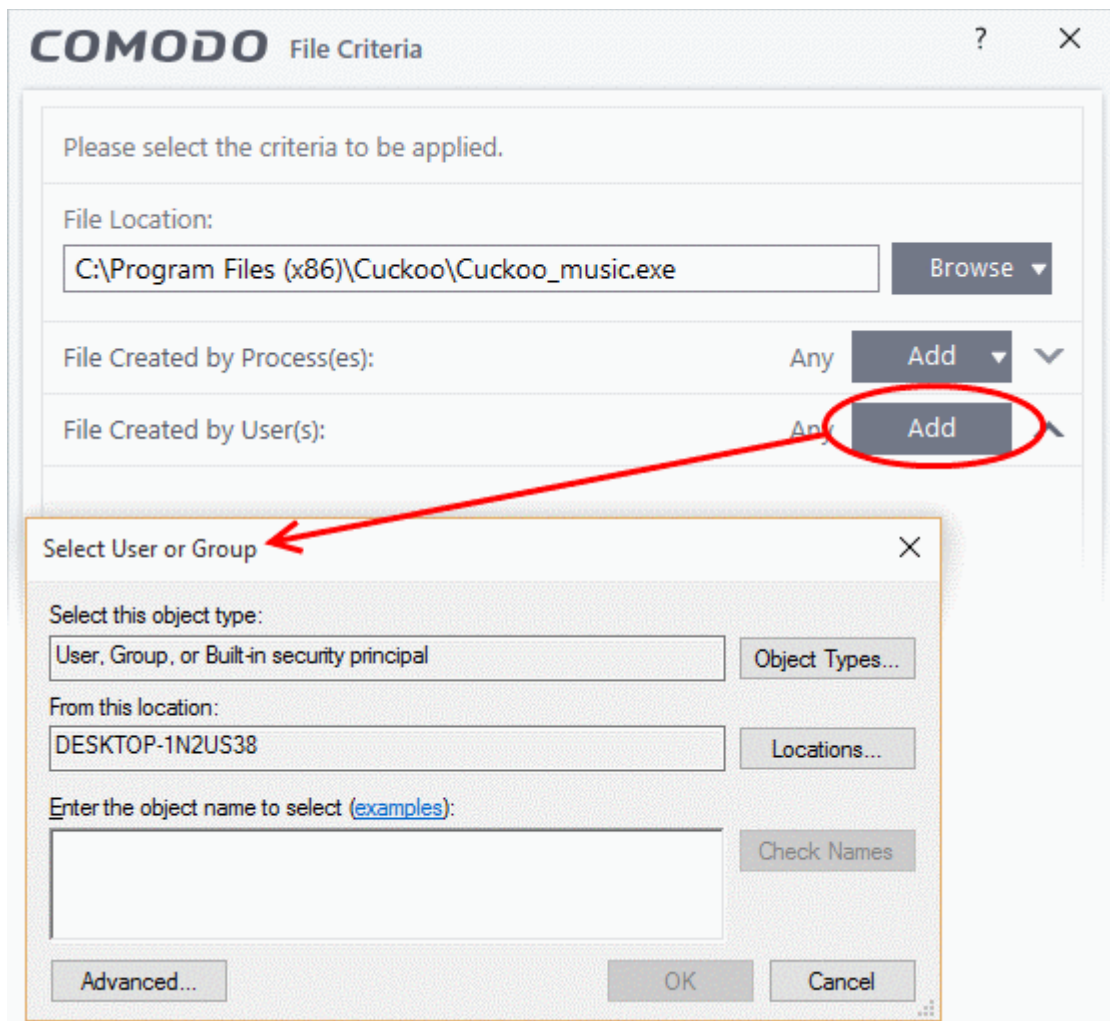 COMODO File Criteria ?
Please select the criteria to be applied.
File Location:
C:\Program Files (x86)\Cuckoo\Cuckoo_music.exe Browse
File Created by Process(es): Any Add
File Created by User(s): Any Add
Select User or Group
Select this object type:
User, Group, or Built-in security principal Object Types...
From this location:
DESKTOP-1N2US38 Locations...
Enter the object name to select (examples):
Check Names
Advanced... OK Cancel